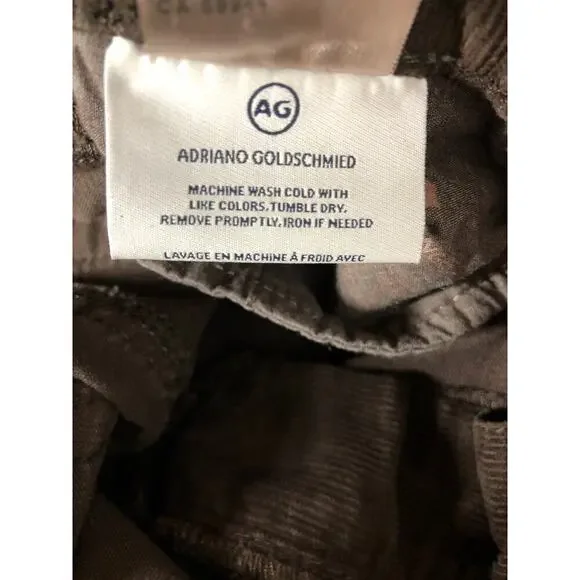 AG
ADRIANO GOLDSCHMIED
MACHINE WASH COLD WITH
LIKE COLORS, TUMBLE DRY,
REMOVE PROMPTLY, IRON IF NEEDED
LAVAGE EN MACHINE À FROID AVEC